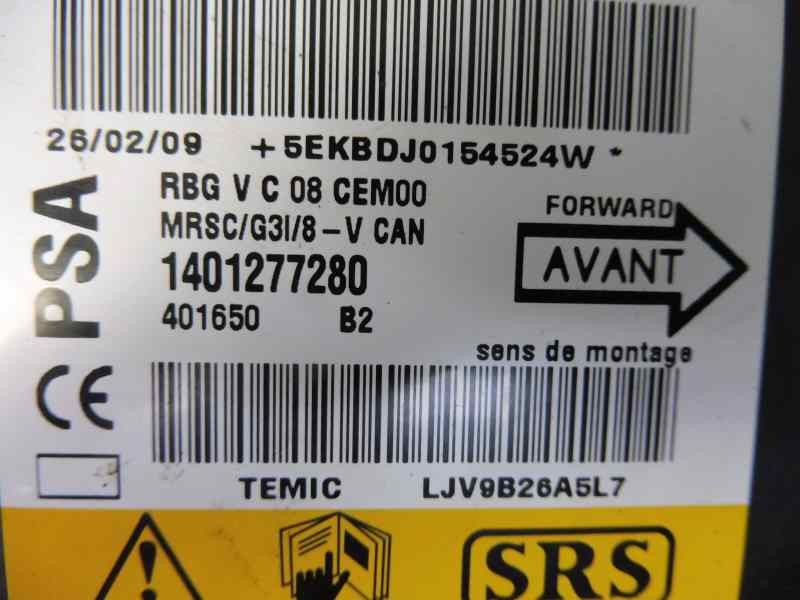 26/02/09 +5EKBDJ0154524W*
PSA
RBG V C 08 CEM00
MRSC/G3I/8-V CAN
1401277280
401650 B2
FORWARD
AVANT
sens de montage
CE
TEMIC LJV9B26A5L7
SRS